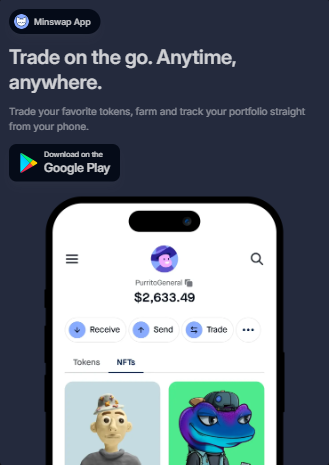 Minswap App
Trade on the go. Anytime,
anywhere.
Trade your favorite tokens, farm and track your portfolio straight
from your phone.
Download on the
Google Play
PurritoGeneral
$2,633.49
Receive
Send
Trade
Tokens
NFTs